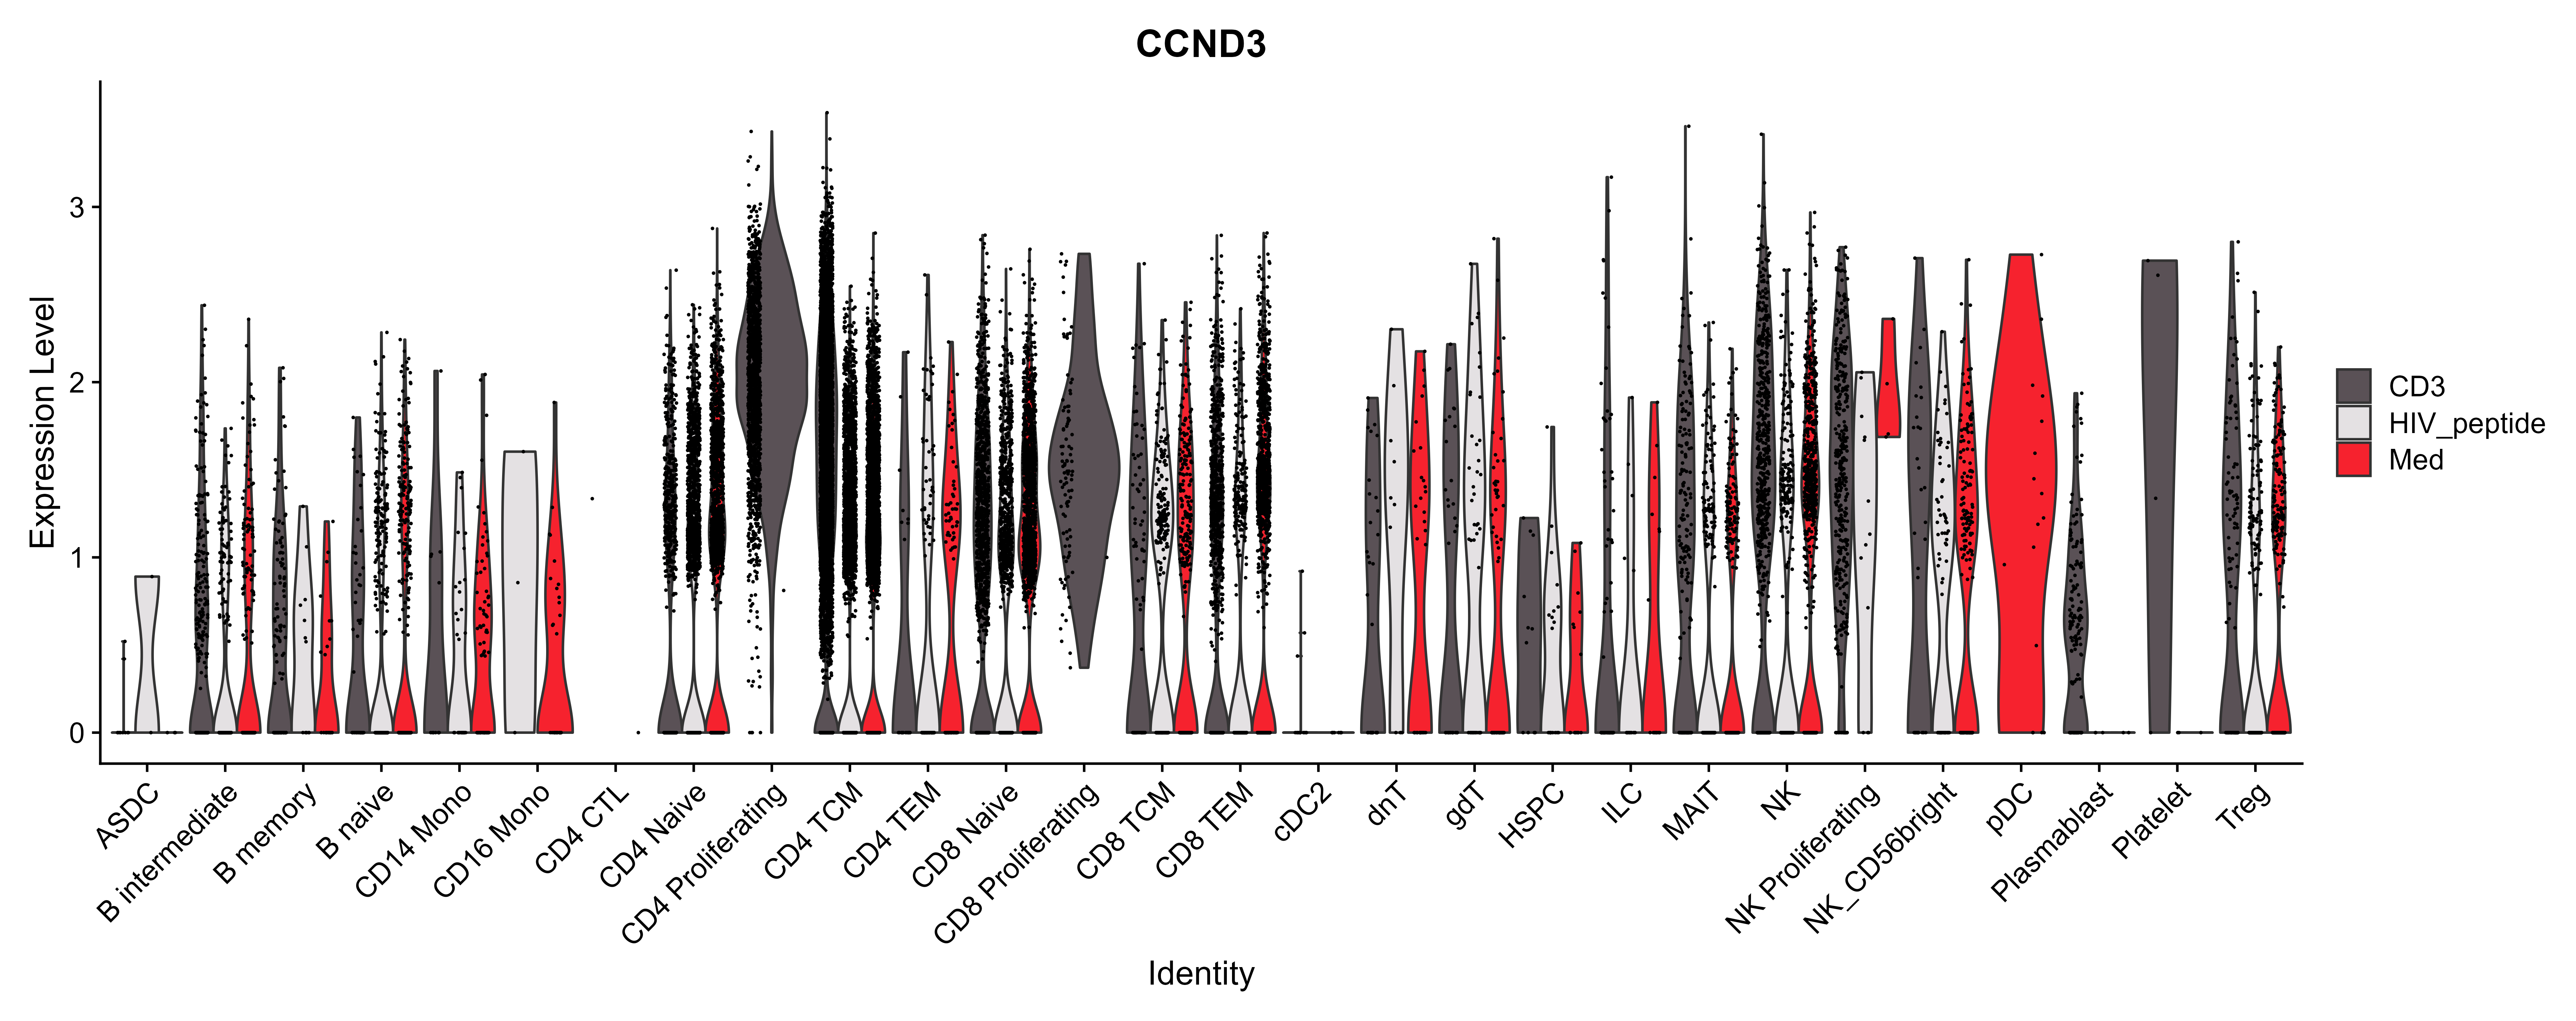 CCND3
Expression Level
3
2
1
0
ASDC
B intermediate
B memory
B naive
CD14 Mono
CD16 Mono
CD4 CTL
CD4 Naive
CD4 Proliferating
CD4 TCM
CD4 TEM
CD8 Naive
CD8 Proliferating
CD8 TCM
CD8 TEM
cDC2
dnT
gdT
HSPC
ILC
MAIT
NK
NK Proliferating
NK_CD56bright
pDC
Plasmablast
Platelet
Treg
Identity
CD3
HIV_peptide
Med